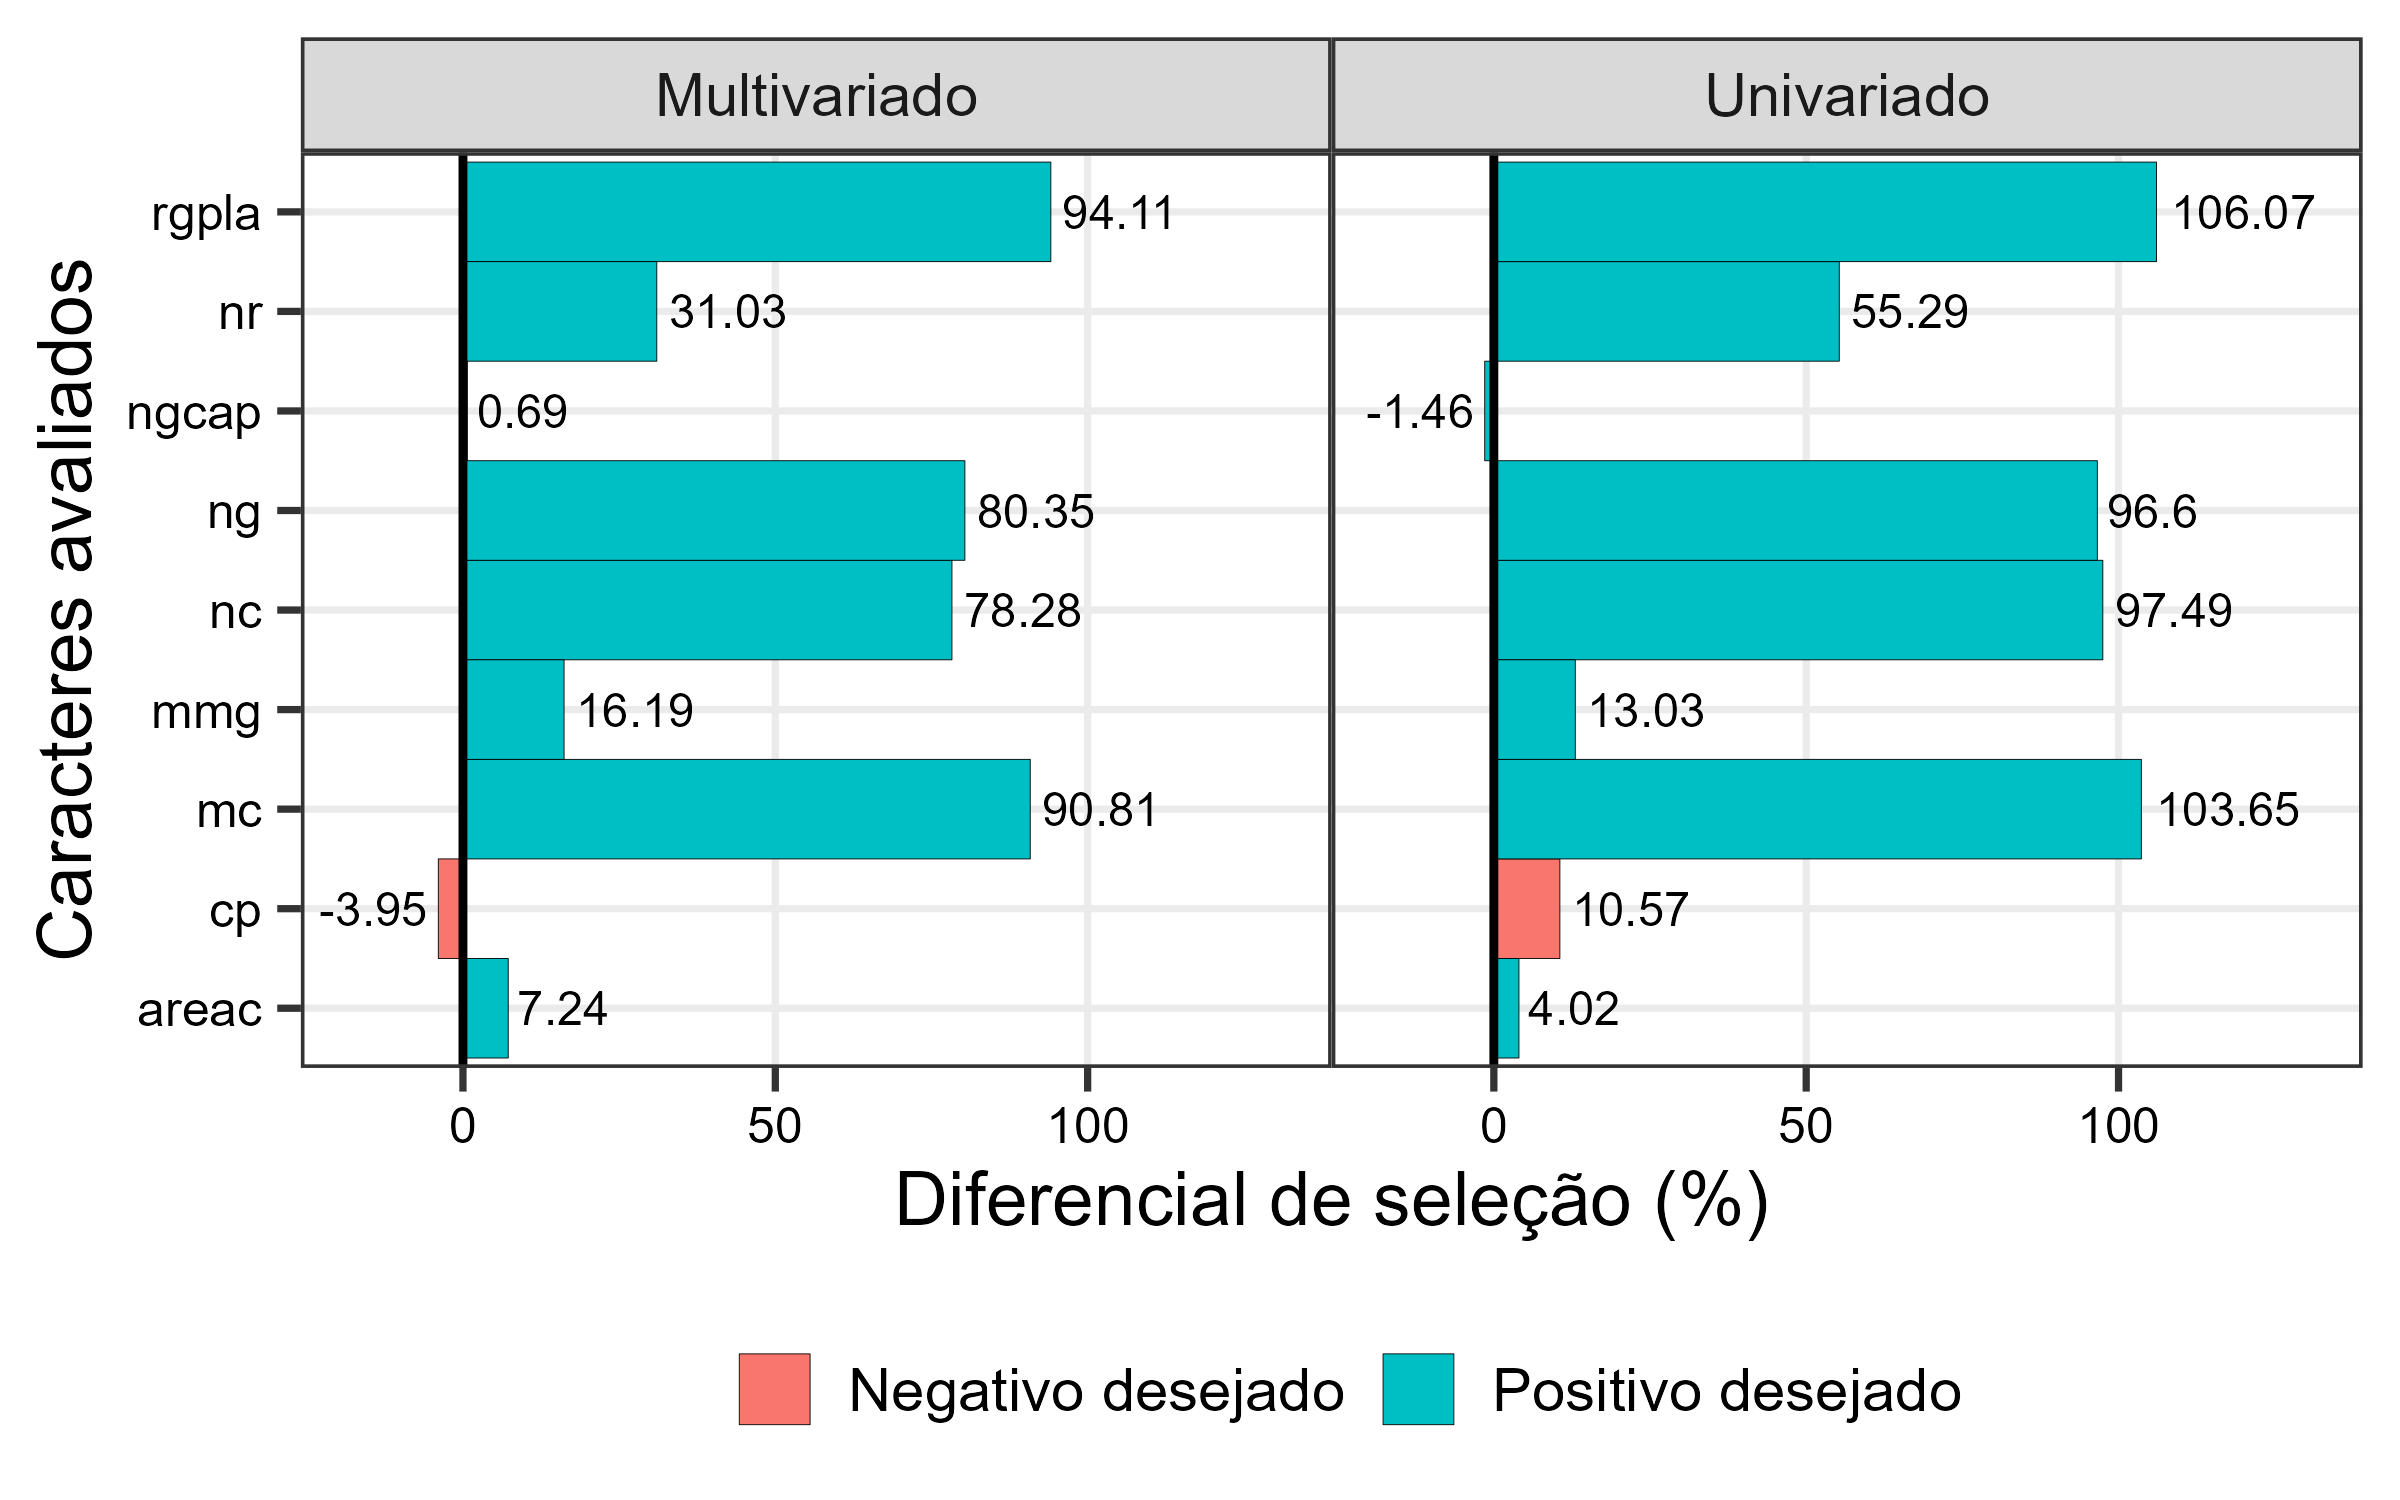 Multivariado
Univariado
Caracteres avaliados
rgpla
94.11
106.07
nr
31.03
55.29
ngcap
0.69
-1.46
ng
80.35
96.6
nc
78.28
97.49
mmg
16.19
13.03
mc
90.81
103.65
cp
-3.95
10.57
areac
7.24
4.02
0 50 100
0 50 100
Diferencial de seleção (%)
Negativo desejado
Positivo desejado